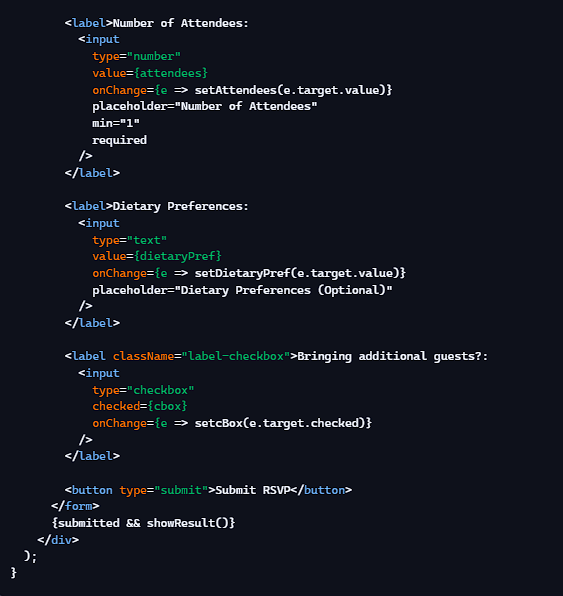 <label>Number of Attendees:
          <input
            type="number"
            value={attendees}
            onChange={e => setAttendees(e.target.value)}
            placeholder="Number of Attendees"
            min="1"
            required
          />
        </label>

        <label>Dietary Preferences:
          <input
            type="text"
            value={dietaryPref}
            onChange={e => setDietaryPref(e.target.value)}
            placeholder="Dietary Preferences (Optional)"
          />
        </label>

        <label className="label-checkbox">Bringing additional guests?:
          <input
            type="checkbox"
            checked={cbox}
            onChange={e => setcBox(e.target.checked)}
          />
        </label>

        <button type="submit">Submit RSVP</button>
      </form>
      {submitted && showResult()}
    </div>
  );
}